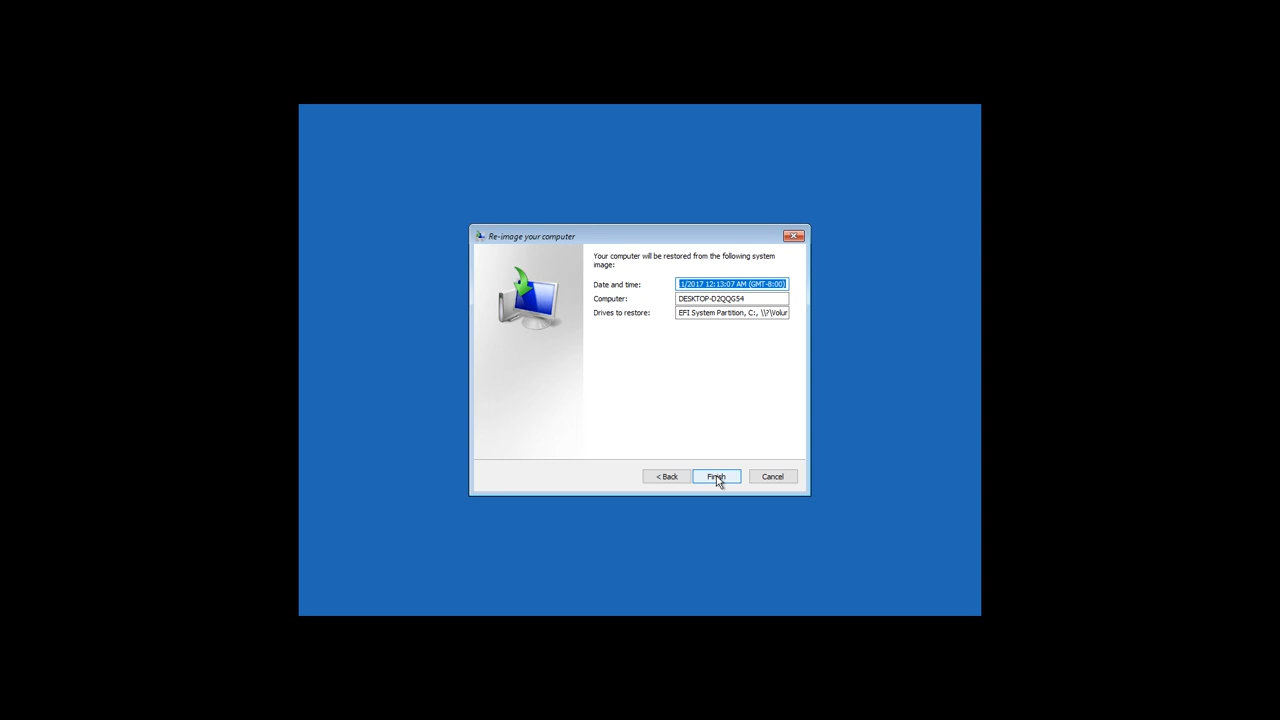 Re-image your computer
Your computer will be restored from the following system
image:
Date and time: 1/2017 12:13:07 AM (GMT-8:00)
Computer: DESKTOP-D2QQG54
Drives to restore: EFI System Partition, C:, \\?\Volur
< Back Finish Cancel